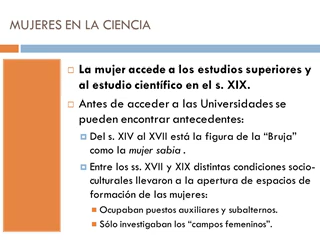 MUJERES EN LA CIENCIA
La mujer accede a los estudios superiores y
al estudio científico en el s. XIX.
Antes de acceder a las Universidades se
pueden encontrar antecedentes:
Del s. XIV al XVII está la figura de la “Bruja”
como la mujer sabia .
Entre los ss. XVII y XIX distintas condiciones socio-
culturales llevaron a la apertura de espacios de
formación de las mujeres:
Ocupaban puestos auxiliares y subalternos.
Sólo investigaban los “campos femeninos”.